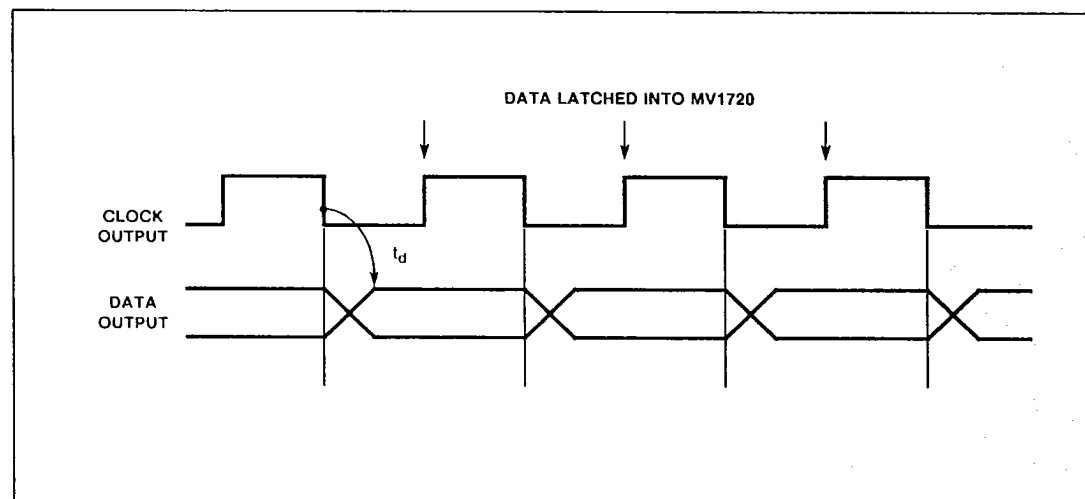 DATA LATCHED INTO MV1720
CLOCK
OUTPUT
td
DATA
OUTPUT